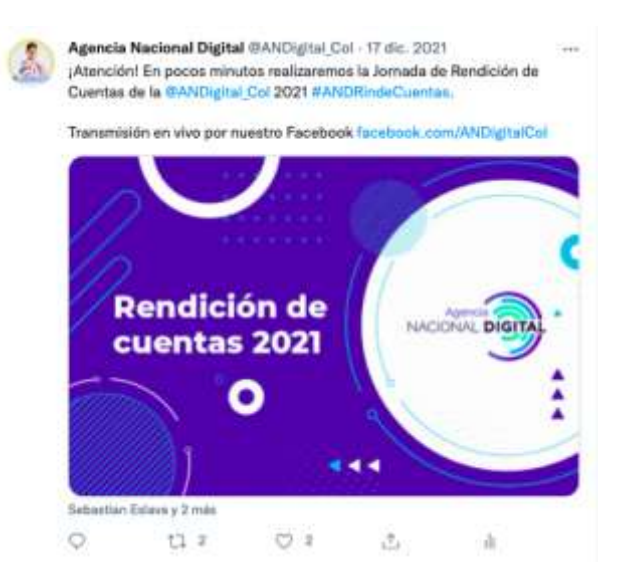 Agencia Nacional Digital @ANDigital_Col · 17 dic. 2021
¡Atención! En pocos minutos realizaremos la Jornada de Rendición de
Cuentas de la @ANDigital_Col 2021 #ANDRindeCuentas.
Transmisión en vivo por nuestro Facebook facebook.com/ANDigitalCol
Rendición de
cuentas 2021
Agencia
NACIONAL DIGITAL
Sebastian Eslava y 2 más
2
2